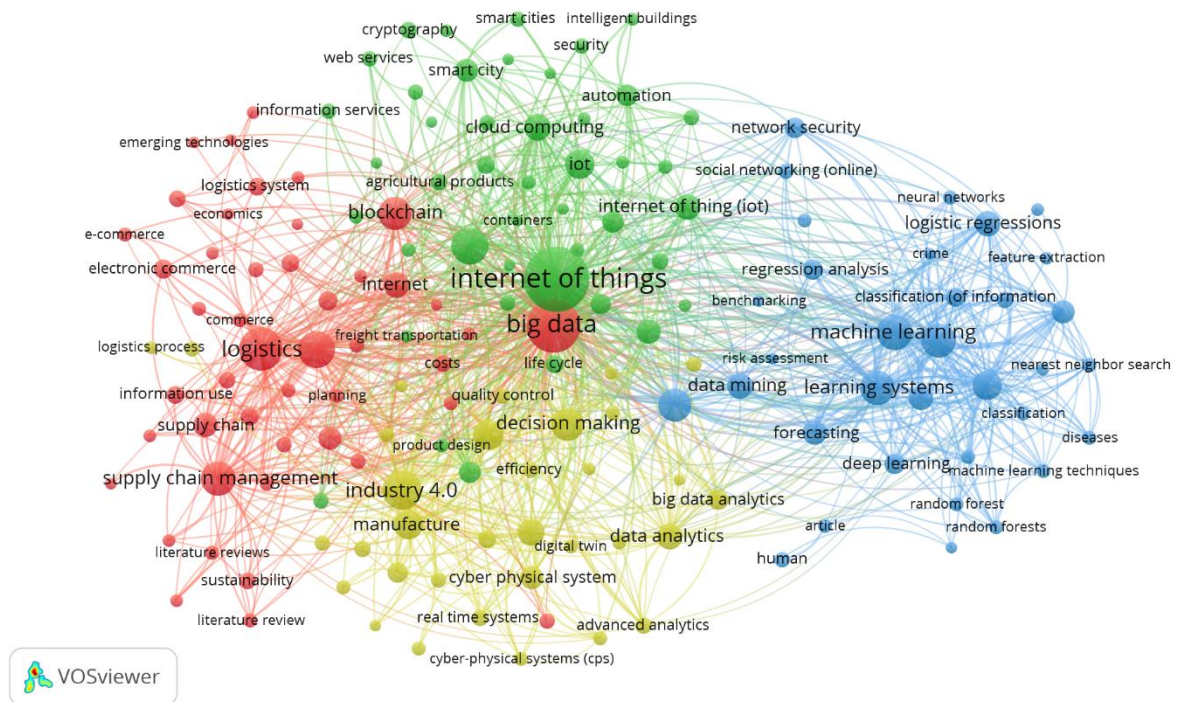 smart cities
intelligent buildings
cryptography
security
web services
smart city
automation
information services
cloud computing
network security
emerging technologies
iot
social networking (online)
logistics system
agricultural products
neural networks
economics
blockchain
containers
internet of thing (iot)
logistic regressions
e-commerce
crime
feature extraction
electronic commerce
internet
internet of things
regression analysis
benchmarking
classification (of information
commerce
big data
machine learning
logistics process
logistics
freight transportation
costs
life cycle
risk assessment
nearest neighbor search
information use
planning
quality control
data mining
learning systems
classification
supply chain
decision making
forecasting
diseases
product design
supply chain management
efficiency
deep learning
machine learning techniques
industry 4.0
big data analytics
random forest
manufacture
data analytics
article
random forests
literature reviews
digital twin
human
sustainability
cyber physical system
literature review
real time systems
advanced analytics
cyber-physical systems (cps)
VOSviewer